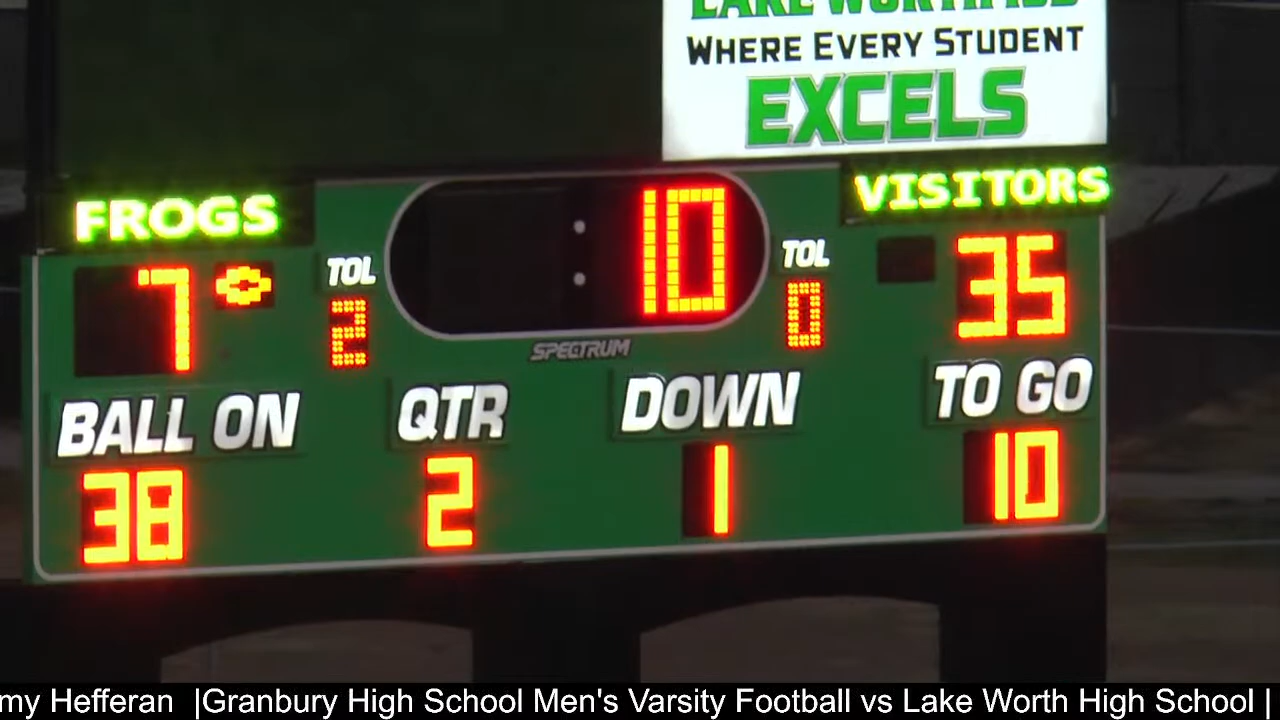 WHERE EVERY STUDENT
EXCELS
FROGS
VISITORS
7
TOL
2
: 10
TOL
0
35
SPECTRUM
BALL ON
QTR
DOWN
TO GO
38
2
1
10
my Hefferan |Granbury High School Men's Varsity Football vs Lake Worth High School |